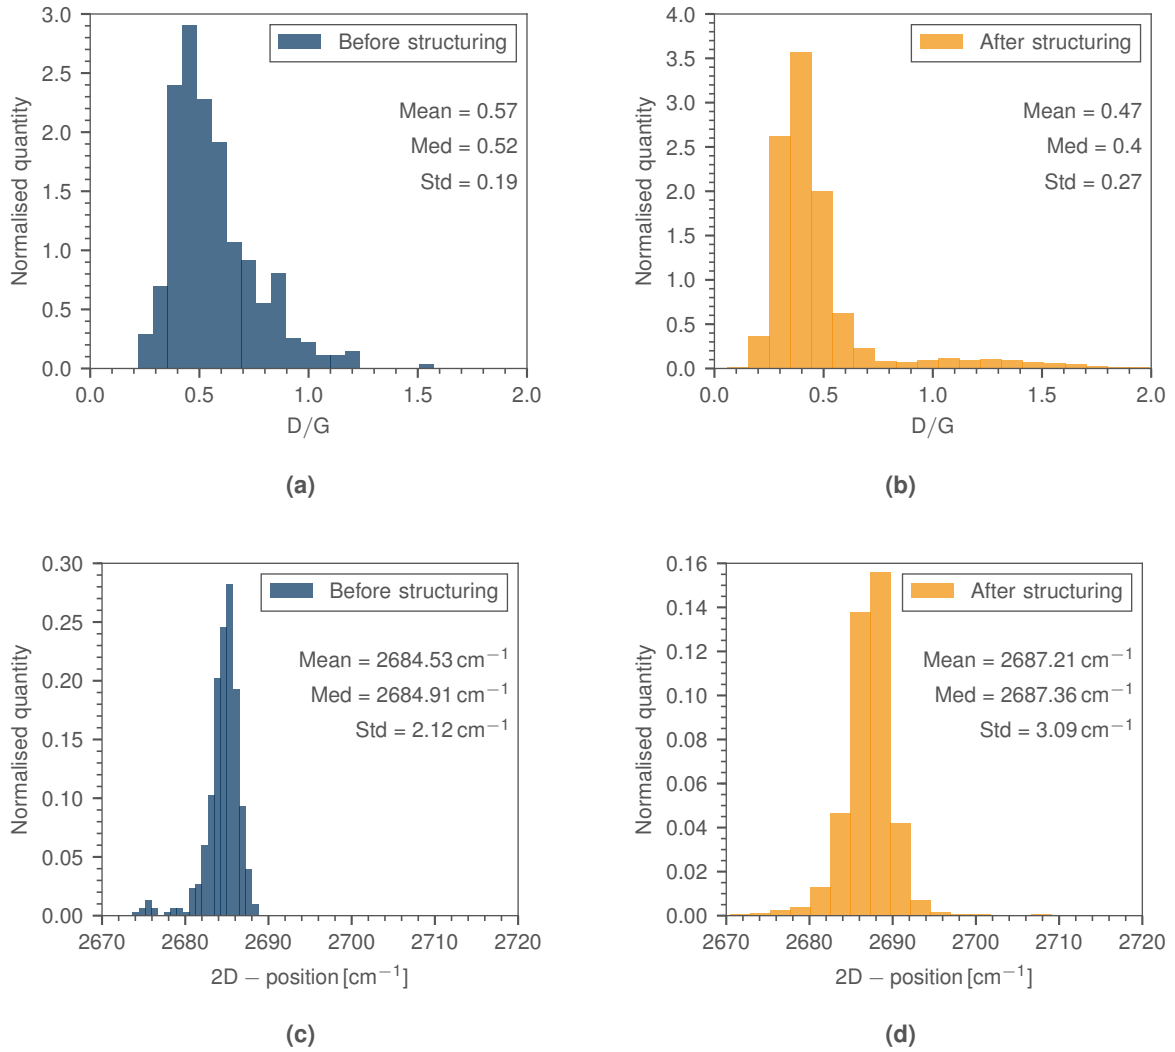 3.0
2.5
2.0
1.5
1.0
0.5
0.0
Normalised quantity
Before structuring
Mean = 0.57
Med = 0.52
Std = 0.19
0.0 0.5 1.0 1.5 2.0
D/G
(a)
4.0
3.5
3.0
2.5
2.0
1.5
1.0
0.5
0.0
Normalised quantity
After structuring
Mean = 0.47
Med = 0.4
Std = 0.27
0.0 0.5 1.0 1.5 2.0
D/G
(b)
0.30
0.25
0.20
0.15
0.10
0.05
0.00
Normalised quantity
Before structuring
Mean = 2684.53 cm⁻¹
Med = 2684.91 cm⁻¹
Std = 2.12 cm⁻¹
2670 2680 2690 2700 2710 2720
2D − position [cm⁻¹]
(c)
0.16
0.14
0.12
0.10
0.08
0.06
0.04
0.02
0.00
Normalised quantity
After structuring
Mean = 2687.21 cm⁻¹
Med = 2687.36 cm⁻¹
Std = 3.09 cm⁻¹
2670 2680 2690 2700 2710 2720
2D − position [cm⁻¹]
(d)